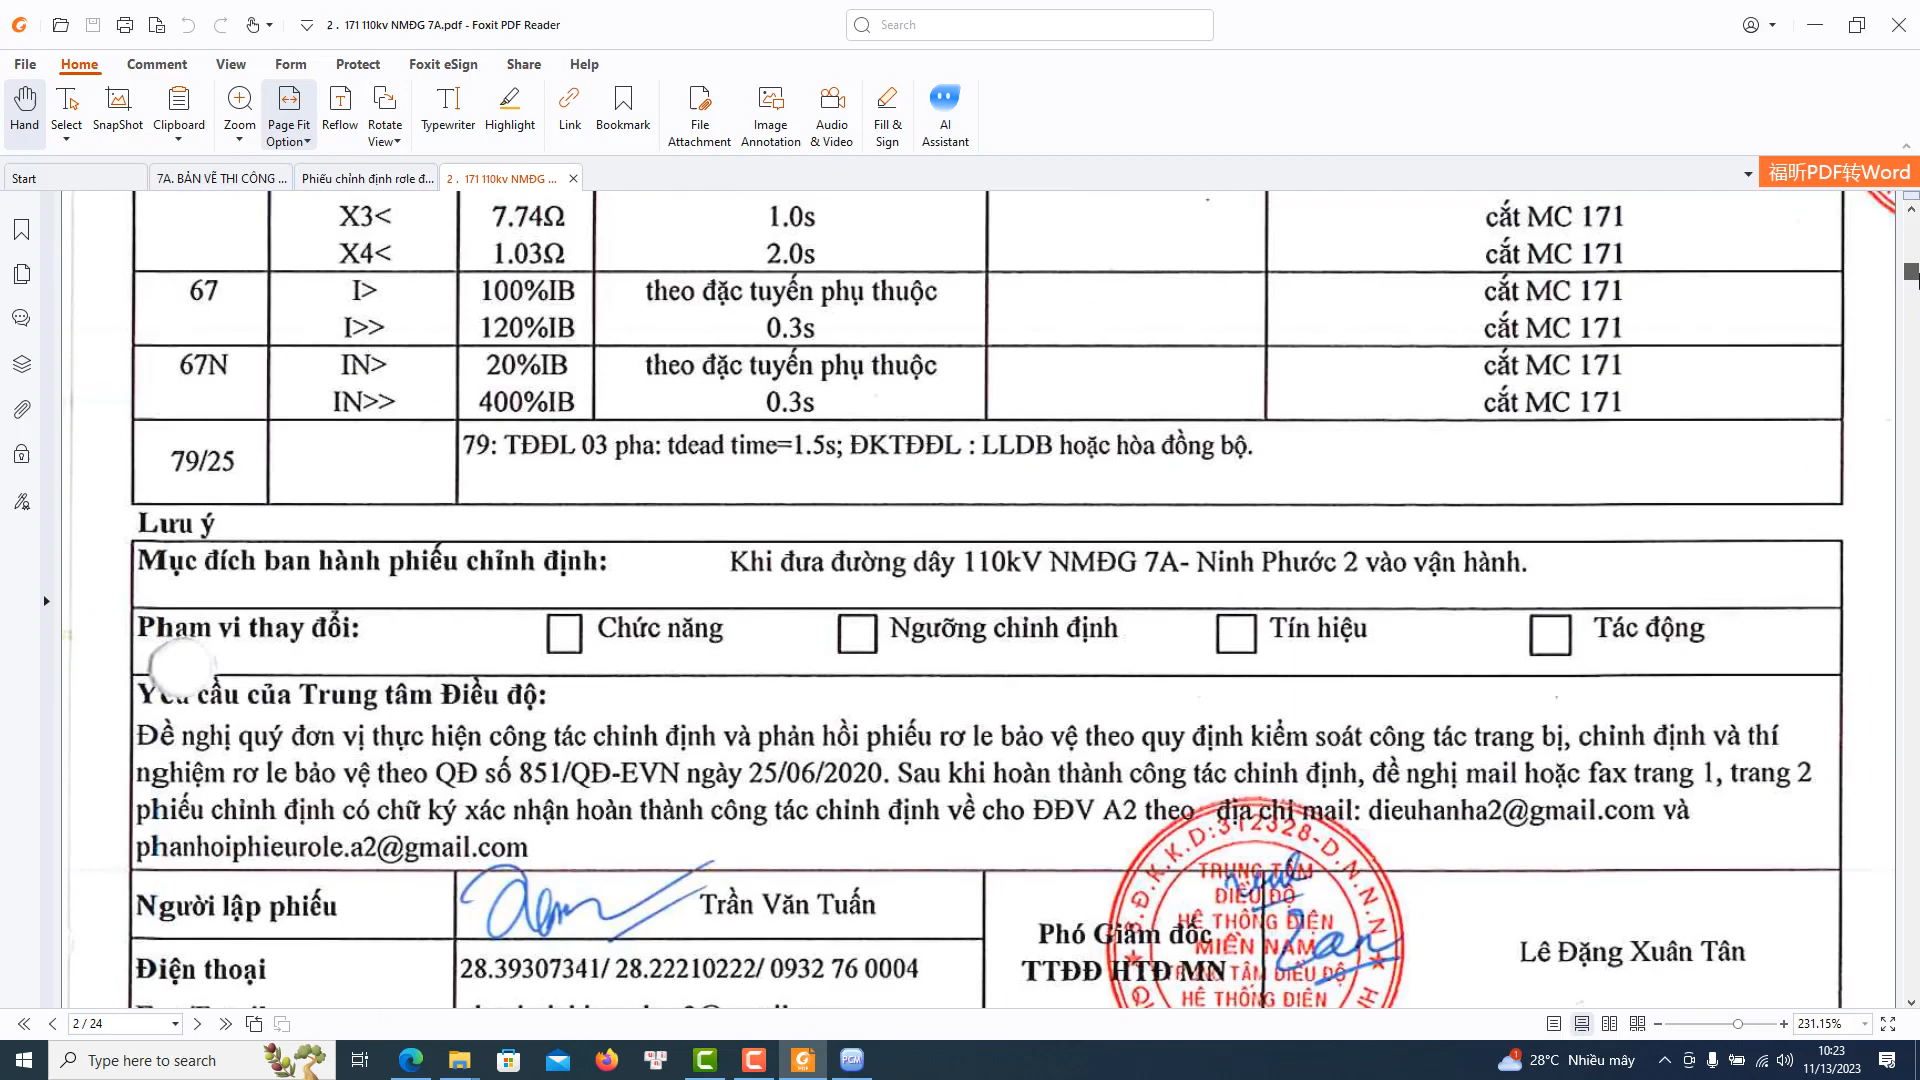 2 . 171 110kv NMĐG 7A.pdf - Foxit PDF Reader
Search
File Home Comment View Form Protect Foxit eSign Share Help
Hand Select SnapShot Clipboard Zoom Page Fit Option Reflow Rotate View Typewriter Highlight Link Bookmark File Attachment Image Annotation Audio & Video Fill & Sign AI Assistant
Start 7A. BẢN VẼ THI CÔNG ... Phiếu chỉnh định rơle đ... 2 . 171 110kv NMĐG ... 福昕PDF转Word
X3< 7.74Ω 1.0s cắt MC 171
X4< 1.03Ω 2.0s cắt MC 171
67 I> 100%IB theo đặc tuyến phụ thuộc cắt MC 171
I>> 120%IB 0.3s cắt MC 171
67N IN> 20%IB theo đặc tuyến phụ thuộc cắt MC 171
IN>> 400%IB 0.3s cắt MC 171
79/25 79: TĐĐL 03 pha: tdead time=1.5s; ĐKTĐĐL : LLDB hoặc hòa đồng bộ.
Lưu ý
Mục đích ban hành phiếu chỉnh định: Khi đưa đường dây 110kV NMĐG 7A- Ninh Phước 2 vào vận hành.
Phạm vi thay đổi: Chức năng Ngưỡng chỉnh định Tín hiệu Tác động
Yêu cầu của Trung tâm Điều độ:
Đề nghị quý đơn vị thực hiện công tác chỉnh định và phản hồi phiếu rơ le bảo vệ theo quy định kiểm soát công tác trang bị, chỉnh định và thí
nghiệm rơ le bảo vệ theo QĐ số 851/QĐ-EVN ngày 25/06/2020. Sau khi hoàn thành công tác chỉnh định, đề nghị mail hoặc fax trang 1, trang 2
phiếu chỉnh định có chữ ký xác nhận hoàn thành công tác chỉnh định về cho ĐĐV A2 theo địa chỉ mail: dieuhanha2@gmail.com và
phanhoiphieurole.a2@gmail.com
Người lập phiếu Trần Văn Tuấn
Điện thoại 28.39307341/ 28.22210222/ 0932 76 0004
Phó Giám đốc
TTĐĐ HTĐ MN
Lê Đặng Xuân Tân
S.Đ.K.K.D:312328-D.N.N.N
TRUNG TÂM
ĐIỀU ĐỘ
HỆ THỐNG ĐIỆN
MIỀN NAM
TRUNG TÂM ĐIỀU ĐỘ
HỆ THỐNG ĐIỆN
2 / 24
231.15%
Type here to search
28°C Nhiều mây
10:23
11/13/2023